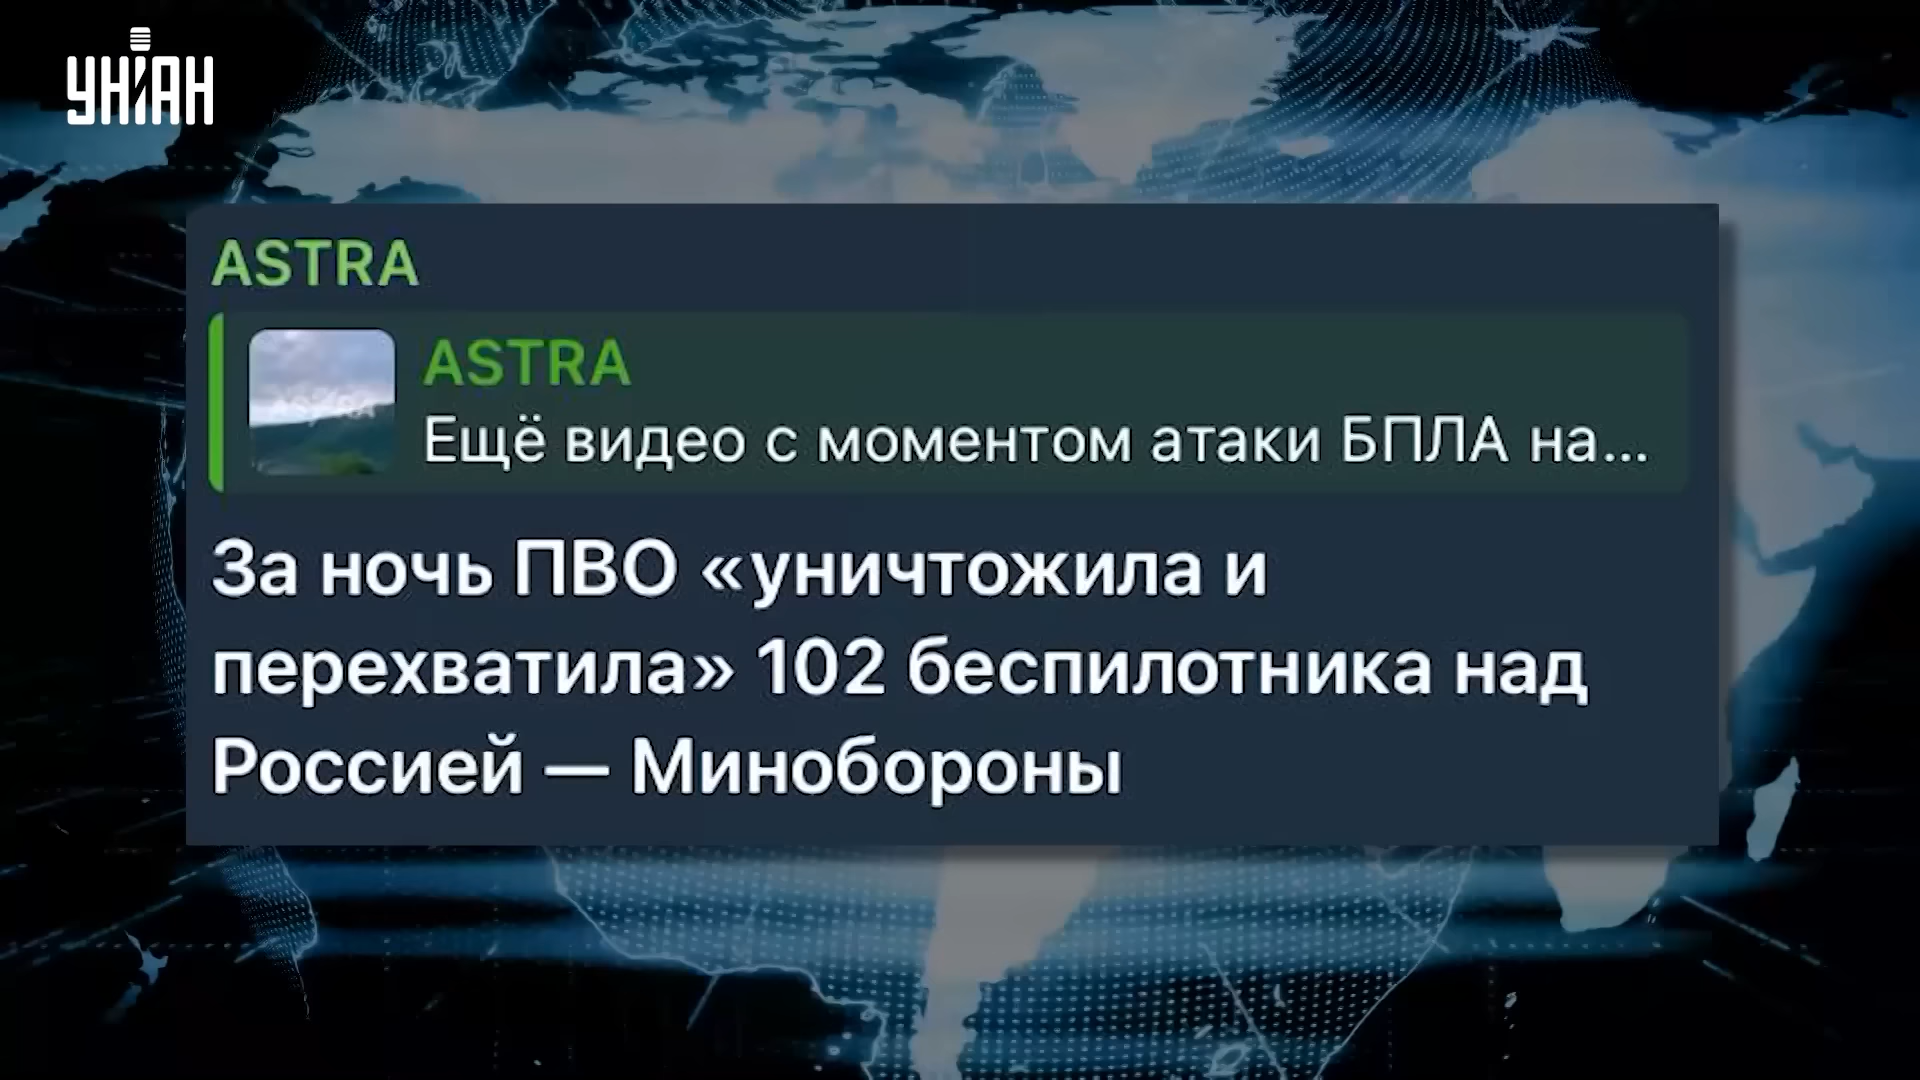 УНІАН
ASTRA
ASTRA
Ещё видео с моментом атаки БПЛА на...
За ночь ПВО «уничтожила и
перехватила» 102 беспилотника над
Россией — Минобороны